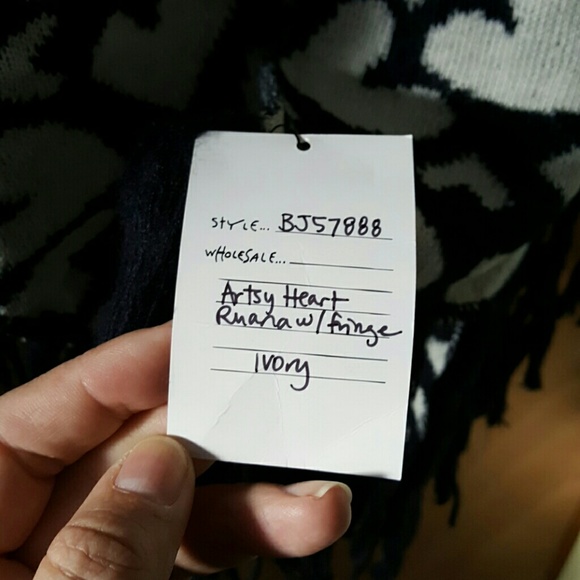 STYLE... BJ57888
WHOLESALE...
Artsy Heart
Ruana w/ fringe
Ivory